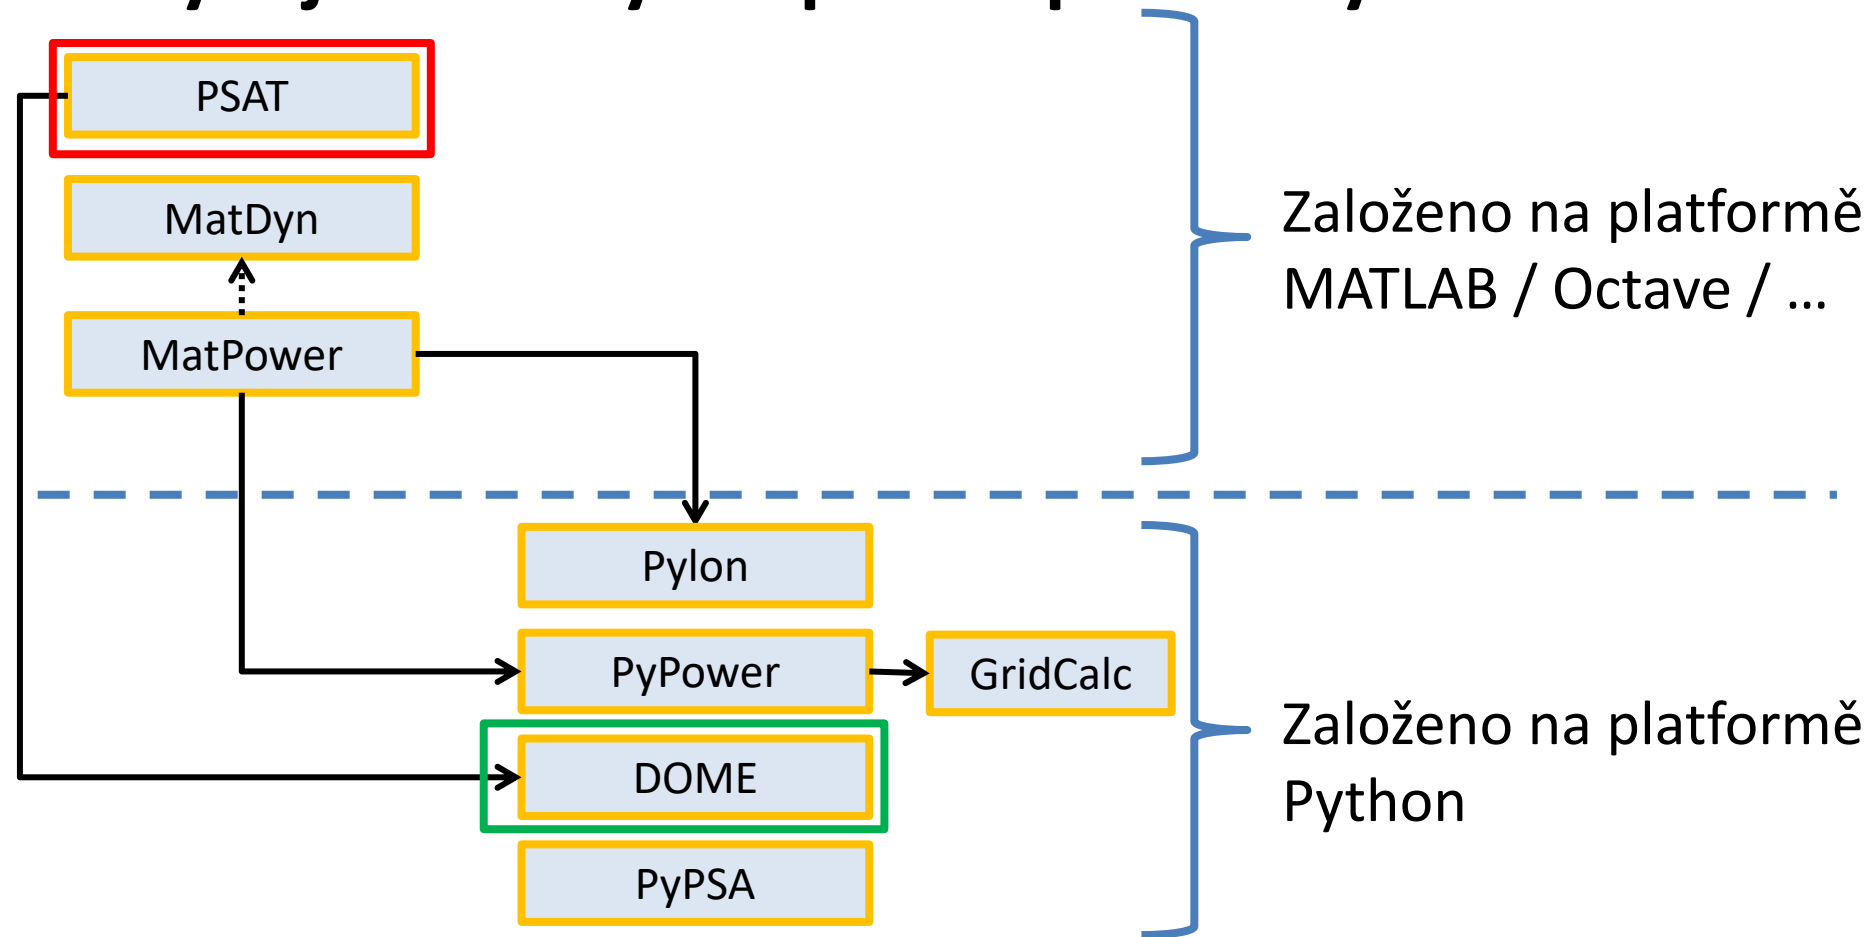 PSAT
MatDyn
MatPower
Založeno na platformě
MATLAB / Octave / ...
Pylon
PyPower
GridCalc
DOME
PyPSA
Založeno na platformě
Python